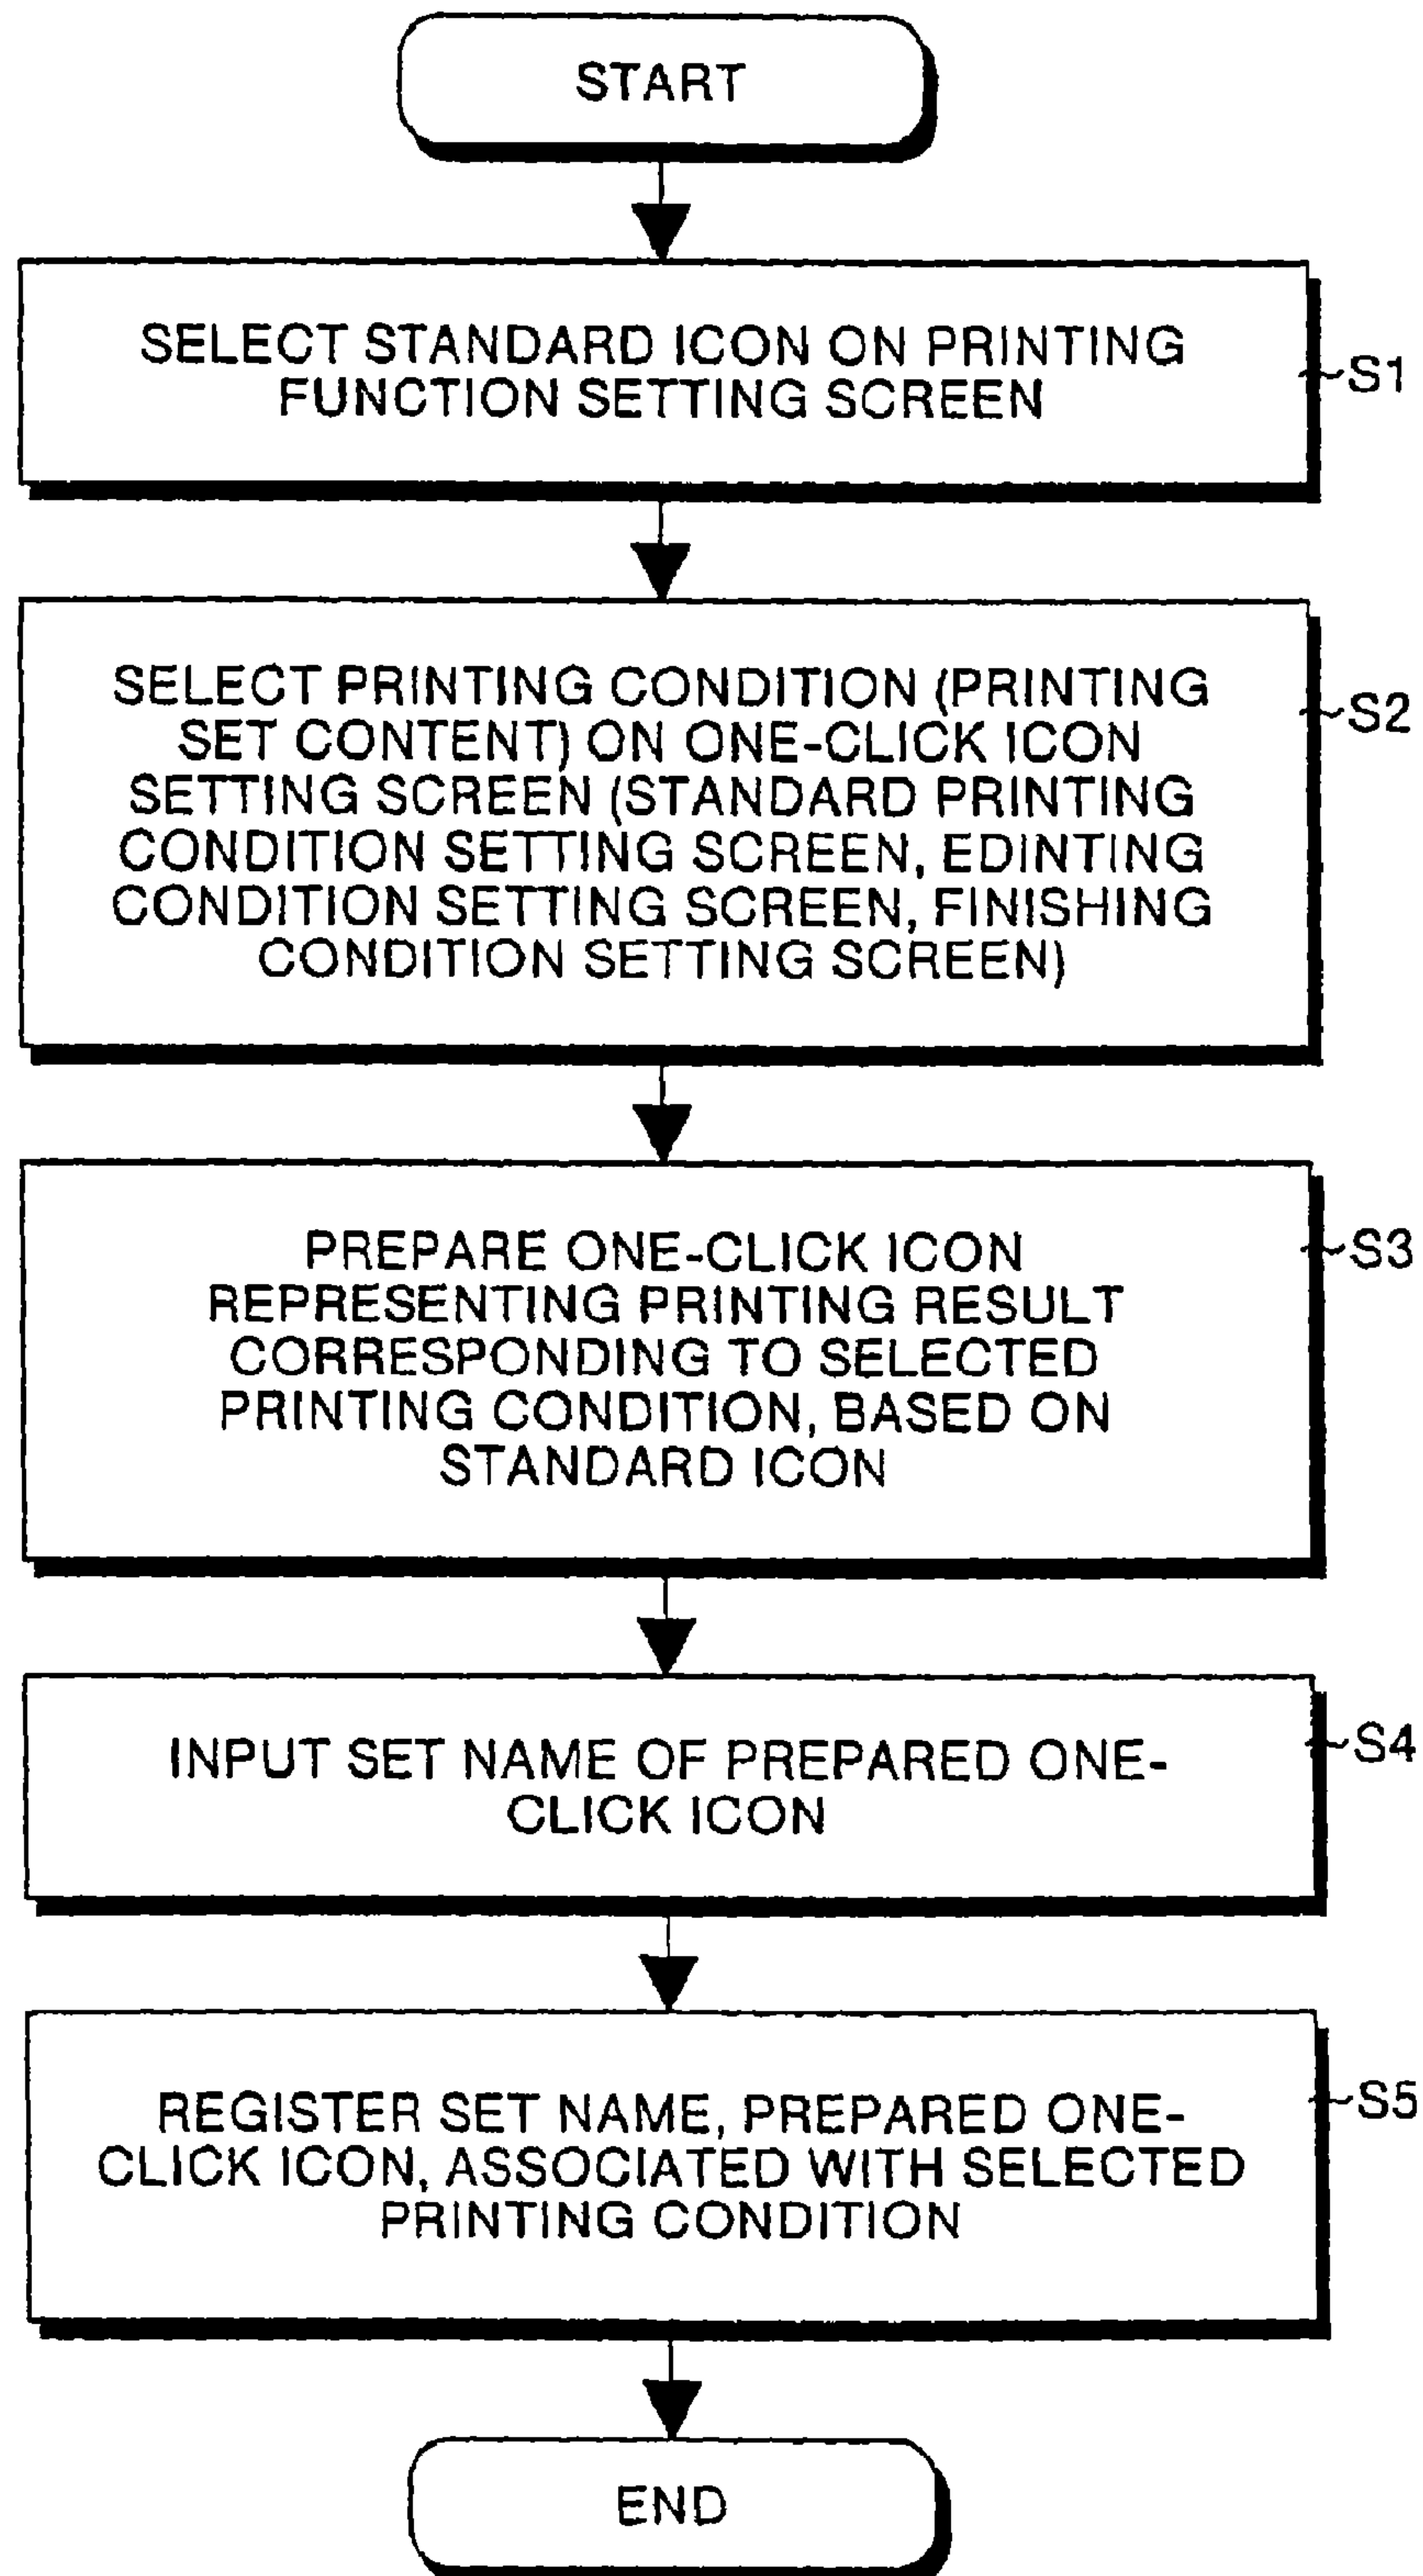 START
SELECT STANDARD ICON ON PRINTING
FUNCTION SETTING SCREEN
S1
SELECT PRINTING CONDITION (PRINTING
SET CONTENT) ON ONE-CLICK ICON
SETTING SCREEN (STANDARD PRINTING
CONDITION SETTING SCREEN, EDINTING
CONDITION SETTING SCREEN, FINISHING
CONDITION SETTING SCREEN)
S2
PREPARE ONE-CLICK ICON
REPRESENTING PRINTING RESULT
CORRESPONDING TO SELECTED
PRINTING CONDITION, BASED ON
STANDARD ICON
S3
INPUT SET NAME OF PREPARED ONE-
CLICK ICON
S4
REGISTER SET NAME, PREPARED ONE-
CLICK ICON, ASSOCIATED WITH SELECTED
PRINTING CONDITION
S5
END